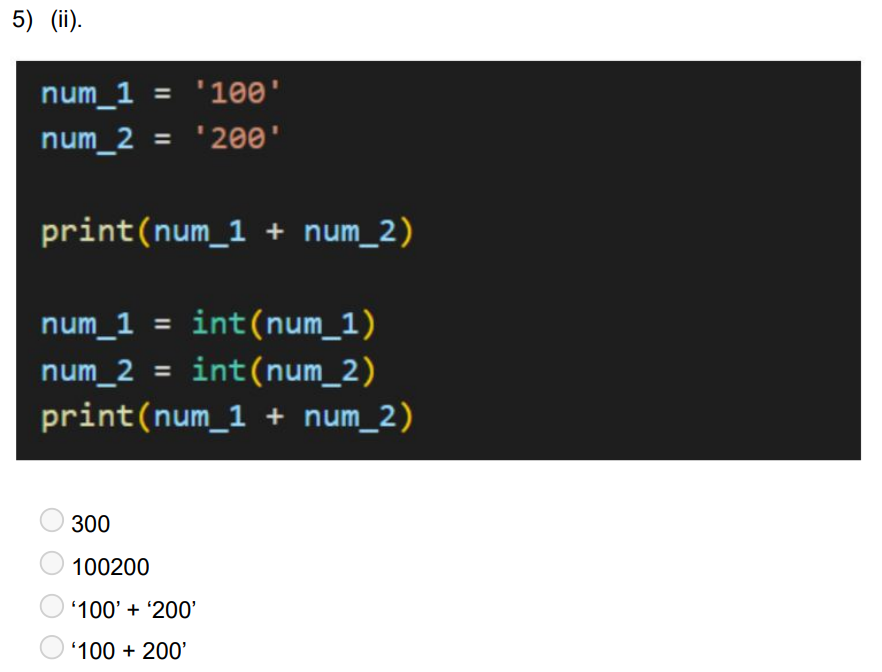 5) (ii).
num_1 = '100'
num_2 = '200'
print(num_1 + num_2)
num_1 = int(num_1)
num_2 = int(num_2)
print(num_1 + num_2)
300
100200
‘100’ + ‘200’
‘100 + 200’